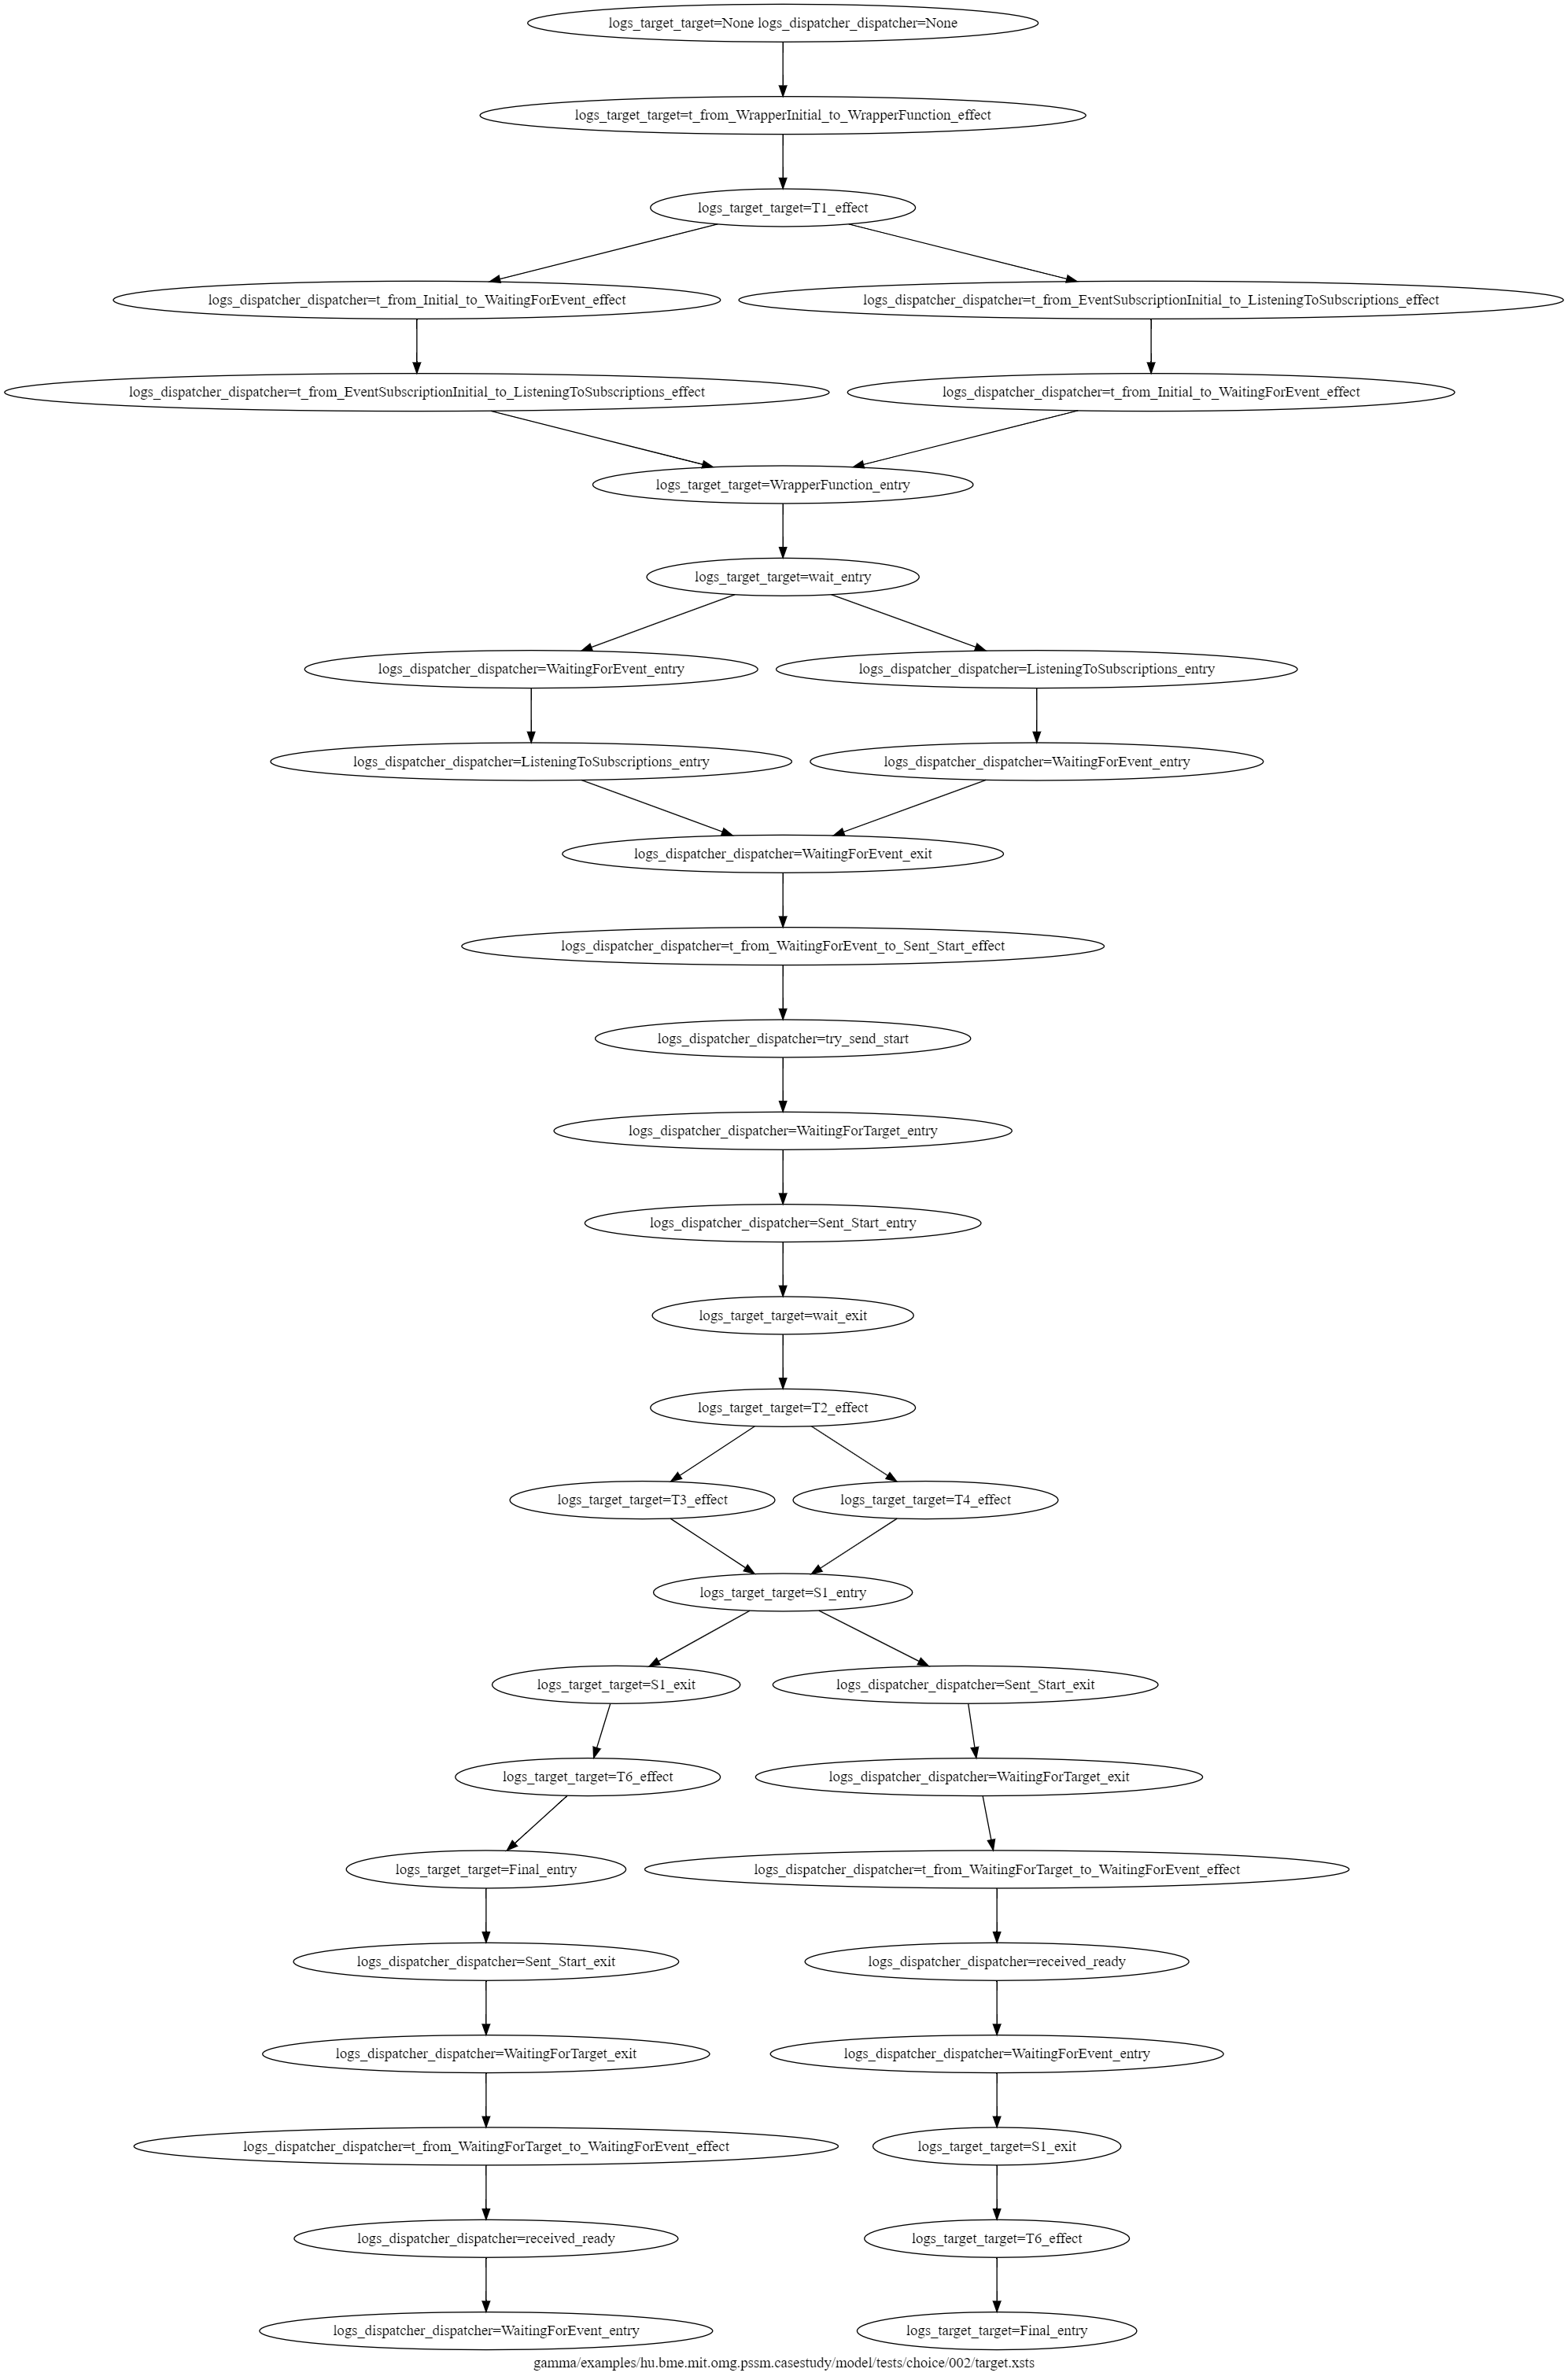 logs_target_target=None logs_dispatcher_dispatcher=None
logs_target_target=t_from_WrapperInitial_to_WrapperFunction_effect
logs_target_target=T1_effect
logs_dispatcher_dispatcher=t_from_Initial_to_WaitingForEvent_effect
logs_dispatcher_dispatcher=t_from_EventSubscriptionInitial_to_ListeningToSubscriptions_effect
logs_dispatcher_dispatcher=t_from_EventSubscriptionInitial_to_ListeningToSubscriptions_effect
logs_dispatcher_dispatcher=t_from_Initial_to_WaitingForEvent_effect
logs_target_target=WrapperFunction_entry
logs_target_target=wait_entry
logs_dispatcher_dispatcher=WaitingForEvent_entry
logs_dispatcher_dispatcher=ListeningToSubscriptions_entry
logs_dispatcher_dispatcher=ListeningToSubscriptions_entry
logs_dispatcher_dispatcher=WaitingForEvent_entry
logs_dispatcher_dispatcher=WaitingForEvent_exit
logs_dispatcher_dispatcher=t_from_WaitingForEvent_to_Sent_Start_effect
logs_dispatcher_dispatcher=try_send_start
logs_dispatcher_dispatcher=WaitingForTarget_entry
logs_dispatcher_dispatcher=Sent_Start_entry
logs_target_target=wait_exit
logs_target_target=T2_effect
logs_target_target=T3_effect
logs_target_target=T4_effect
logs_target_target=S1_entry
logs_target_target=S1_exit
logs_dispatcher_dispatcher=Sent_Start_exit
logs_target_target=T6_effect
logs_dispatcher_dispatcher=WaitingForTarget_exit
logs_target_target=Final_entry
logs_dispatcher_dispatcher=t_from_WaitingForTarget_to_WaitingForEvent_effect
logs_dispatcher_dispatcher=Sent_Start_exit
logs_dispatcher_dispatcher=received_ready
logs_dispatcher_dispatcher=WaitingForTarget_exit
logs_dispatcher_dispatcher=WaitingForEvent_entry
logs_dispatcher_dispatcher=t_from_WaitingForTarget_to_WaitingForEvent_effect
logs_target_target=S1_exit
logs_dispatcher_dispatcher=received_ready
logs_target_target=T6_effect
logs_dispatcher_dispatcher=WaitingForEvent_entry
logs_target_target=Final_entry
gamma/examples/hu.bme.mit.omg.pssm.casestudy/model/tests/choice/002/target.xsts